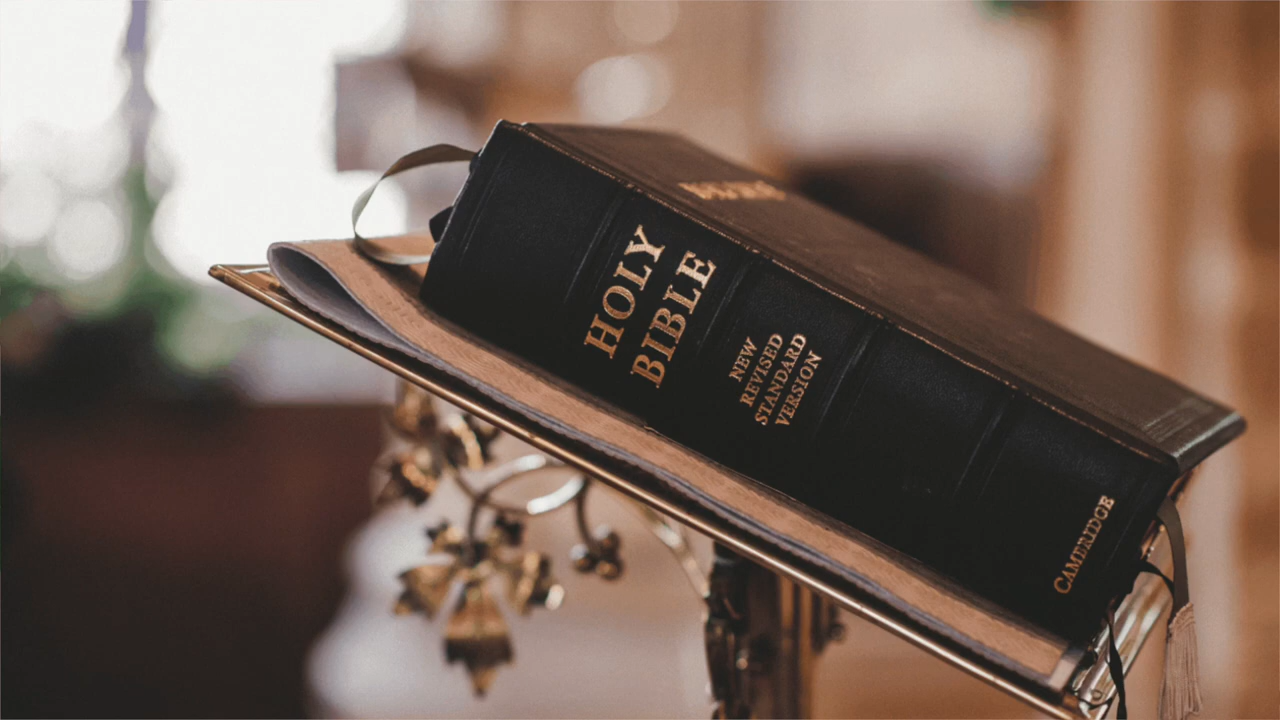 HOLY
BIBLE
NEW
REVISED
STANDARD
VERSION
CAMBRIDGE